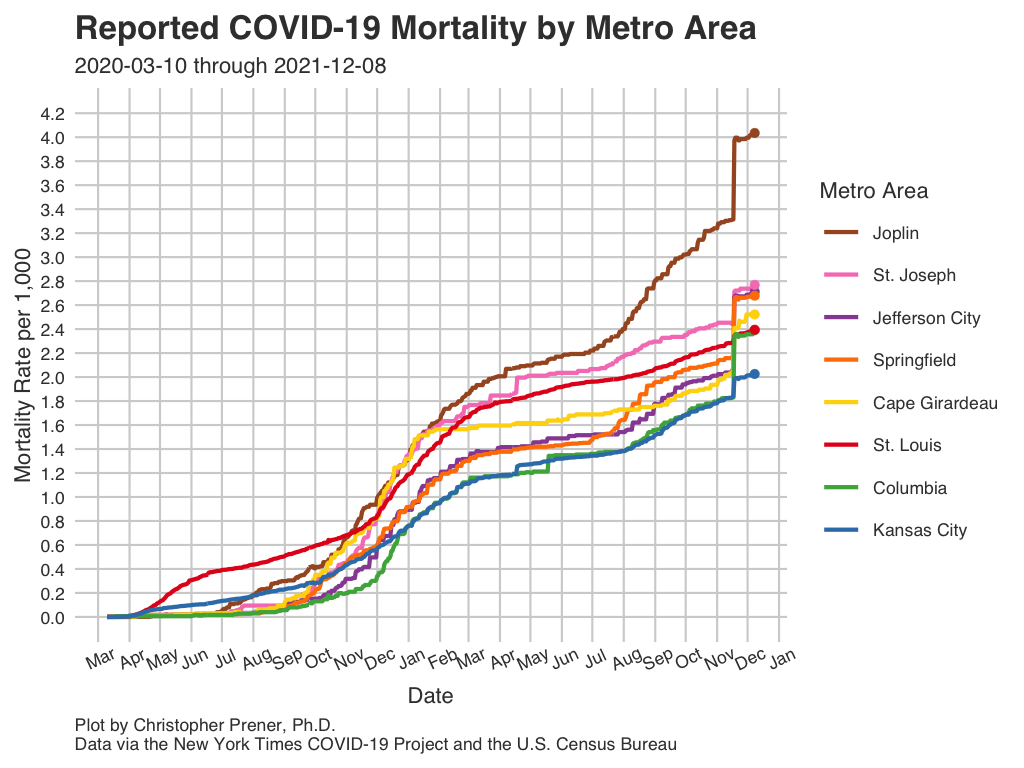 Reported COVID-19 Mortality by Metro Area
2020-03-10 through 2021-12-08
Mortality Rate per 1,000
4.2
4.0
3.8
3.6
3.4
3.2
3.0
2.8
2.6
2.4
2.2
2.0
1.8
1.6
1.4
1.2
1.0
0.8
0.6
0.4
0.2
0.0
Mar Apr May Jun Jul Aug Sep Oct Nov Dec Jan Feb Mar Apr May Jun Jul Aug Sep Oct Nov Dec Jan
Date
Metro Area
Joplin
St. Joseph
Jefferson City
Springfield
Cape Girardeau
St. Louis
Columbia
Kansas City
Plot by Christopher Prener, Ph.D.
Data via the New York Times COVID-19 Project and the U.S. Census Bureau